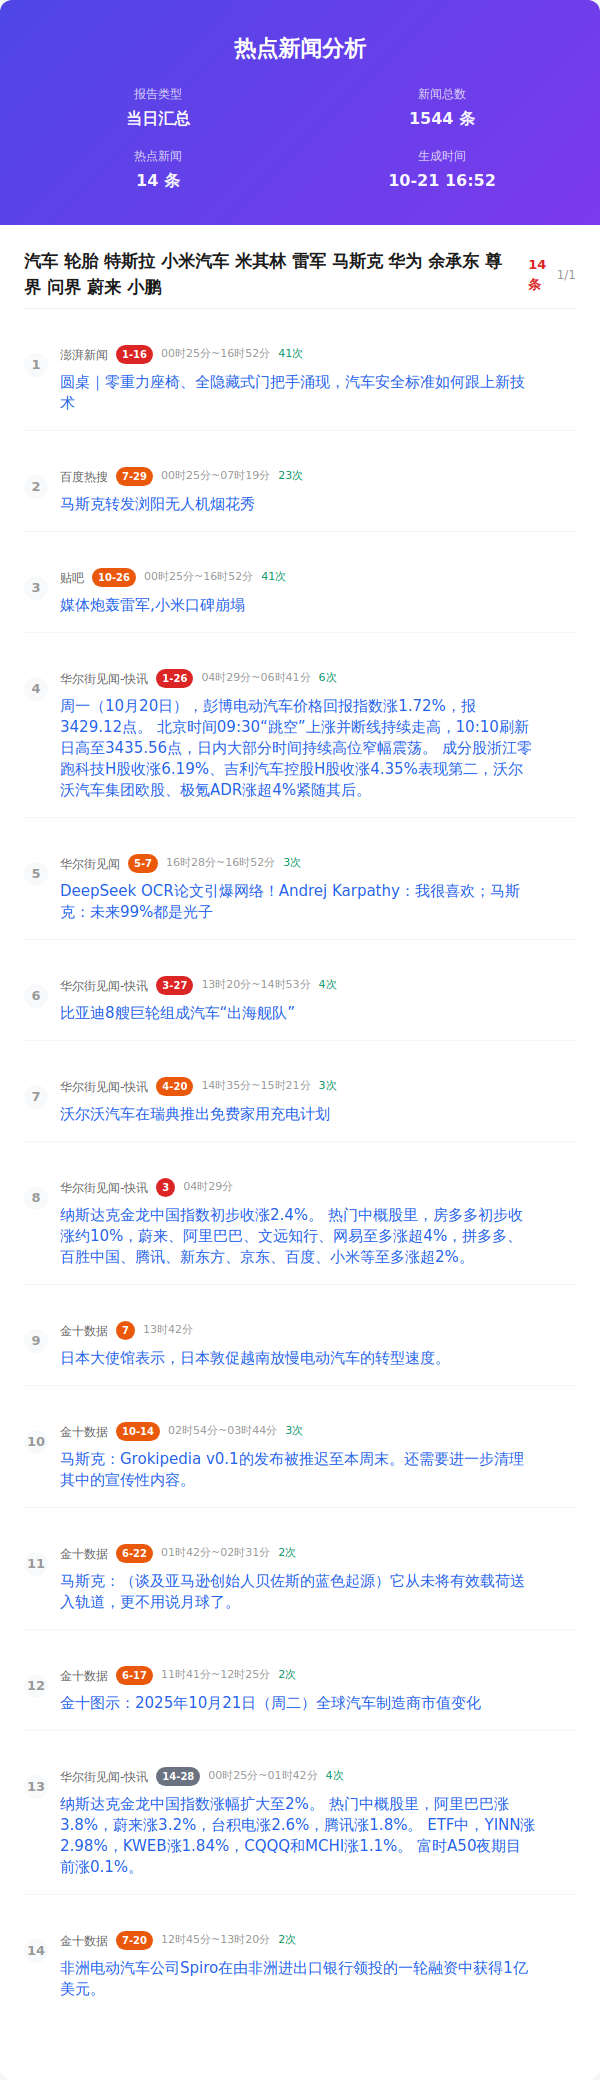 热点新闻分析
报告类型
新闻总数
当日汇总
1544 条
热点新闻
生成时间
14 条
10-21 16:52
汽车 轮胎 特斯拉 小米汽车 米其林 雷军 马斯克 华为 余承东 尊
界 问界 蔚来 小鹏
14
条
1/1
1
澎湃新闻 1-16 00时25分~16时52分 41次
圆桌｜零重力座椅、全隐藏式门把手涌现，汽车安全标准如何跟上新技
术
2
百度热搜 7-29 00时25分~07时19分 23次
马斯克转发浏阳无人机烟花秀
3
贴吧 10-26 00时25分~16时52分 41次
媒体炮轰雷军,小米口碑崩塌
4
华尔街见闻-快讯 1-26 04时29分~06时41分 6次
周一（10月20日），彭博电动汽车价格回报指数涨1.72%，报
3429.12点。 北京时间09:30“跳空”上涨并断线持续走高，10:10刷新
日高至3435.56点，日内大部分时间持续高位窄幅震荡。 成分股浙江零
跑科技H股收涨6.19%、吉利汽车控股H股收涨4.35%表现第二，沃尔
沃汽车集团欧股、极氪ADR涨超4%紧随其后。
5
华尔街见闻 5-7 16时28分~16时52分 3次
DeepSeek OCR论文引爆网络！Andrej Karpathy：我很喜欢；马斯
克：未来99%都是光子
6
华尔街见闻-快讯 3-27 13时20分~14时53分 4次
比亚迪8艘巨轮组成汽车“出海舰队”
7
华尔街见闻-快讯 4-20 14时35分~15时21分 3次
沃尔沃汽车在瑞典推出免费家用充电计划
8
华尔街见闻-快讯 3 04时29分
纳斯达克金龙中国指数初步收涨2.4%。 热门中概股里，房多多初步收
涨约10%，蔚来、阿里巴巴、文远知行、网易至多涨超4%，拼多多、
百胜中国、腾讯、新东方、京东、百度、小米等至多涨超2%。
9
金十数据 7 13时42分
日本大使馆表示，日本敦促越南放慢电动汽车的转型速度。
10
金十数据 10-14 02时54分~03时44分 3次
马斯克：Grokipedia v0.1的发布被推迟至本周末。还需要进一步清理
其中的宣传性内容。
11
金十数据 6-22 01时42分~02时31分 2次
马斯克：（谈及亚马逊创始人贝佐斯的蓝色起源）它从未将有效载荷送
入轨道，更不用说月球了。
12
金十数据 6-17 11时41分~12时25分 2次
金十图示：2025年10月21日（周二）全球汽车制造商市值变化
13
华尔街见闻-快讯 14-28 00时25分~01时42分 4次
纳斯达克金龙中国指数涨幅扩大至2%。 热门中概股里，阿里巴巴涨
3.8%，蔚来涨3.2%，台积电涨2.6%，腾讯涨1.8%。 ETF中，YINN涨
2.98%，KWEB涨1.84%，CQQQ和MCHI涨1.1%。 富时A50夜期目
前涨0.1%。
14
金十数据 7-20 12时45分~13时20分 2次
非洲电动汽车公司Spiro在由非洲进出口银行领投的一轮融资中获得1亿
美元。